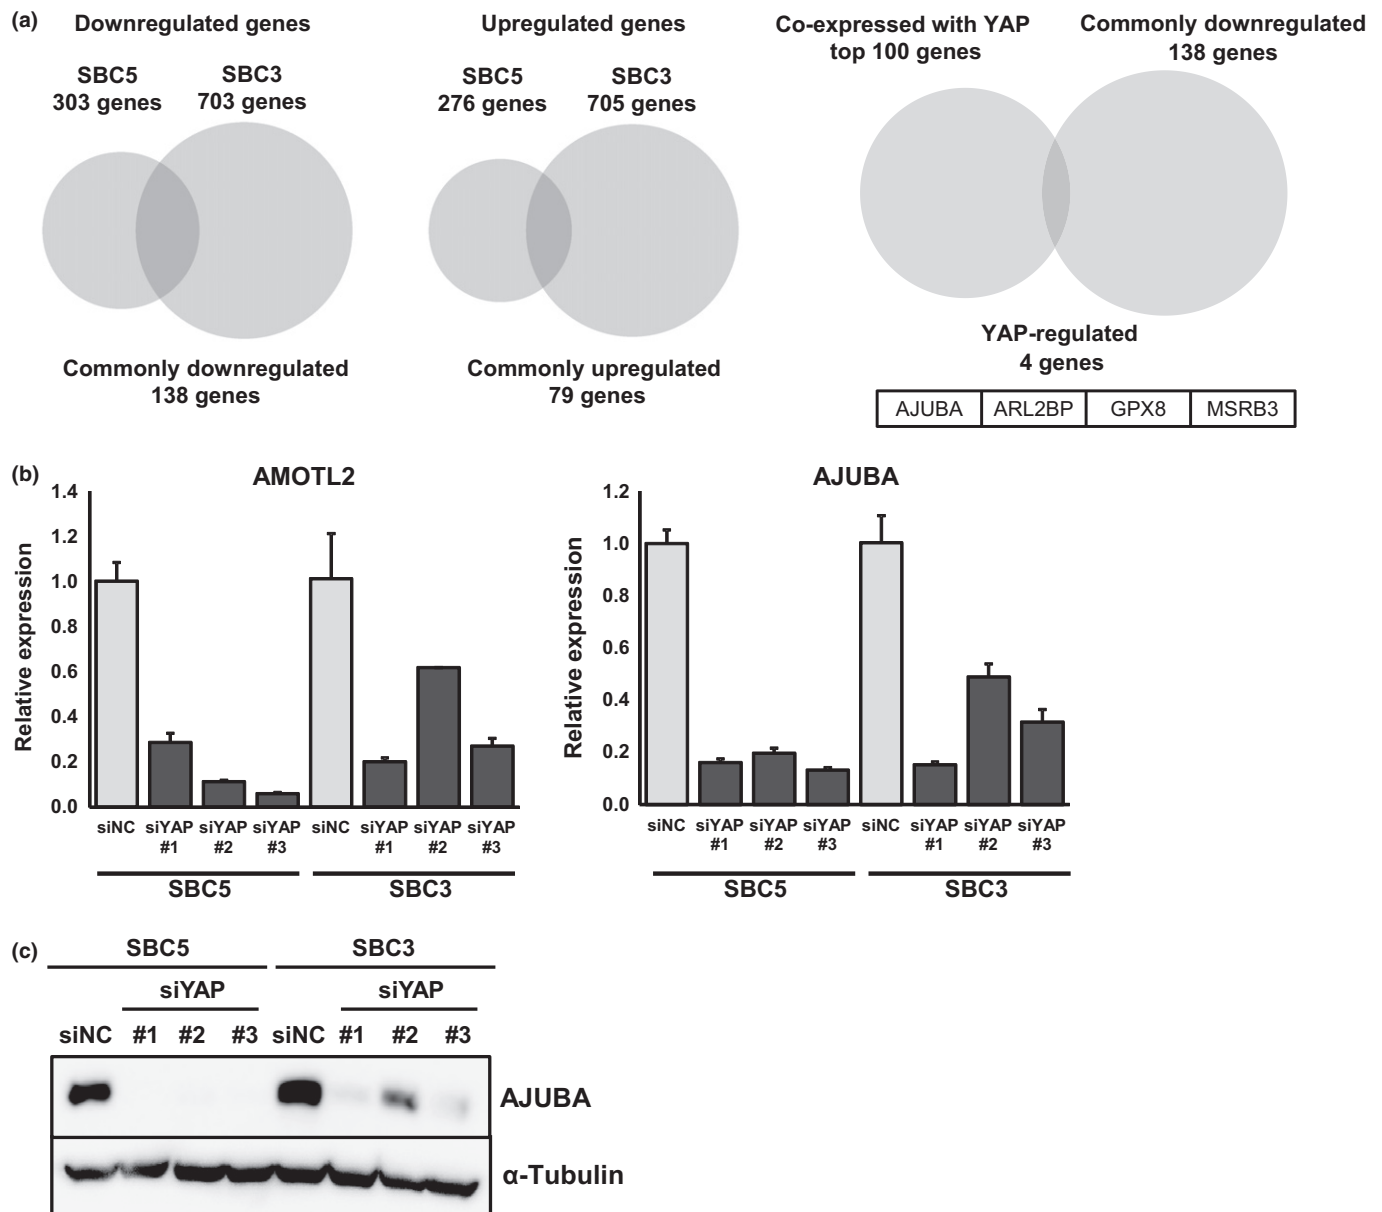 (a)
Downregulated genes
SBC5
303 genes
SBC3
703 genes
Commonly downregulated
138 genes
Upregulated genes
SBC5
276 genes
SBC3
705 genes
Commonly upregulated
79 genes
Co-expressed with YAP
top 100 genes
Commonly downregulated
138 genes
YAP-regulated
4 genes
AJUBA ARL2BP GPX8 MSRB3
(b)
AMOTL2
Relative expression
1.4
1.2
1.0
0.8
0.6
0.4
0.2
0.0
siNC siYAP siYAP siYAP siNC siYAP siYAP siYAP
#1 #2 #3 #1 #2 #3
SBC5 SBC3
AJUBA
Relative expression
1.2
1.0
0.8
0.6
0.4
0.2
0.0
siNC siYAP siYAP siYAP siNC siYAP siYAP siYAP
#1 #2 #3 #1 #2 #3
SBC5 SBC3
(c)
SBC5 SBC3
siYAP siYAP
siNC #1 #2 #3 siNC #1 #2 #3
AJUBA
α-Tubulin